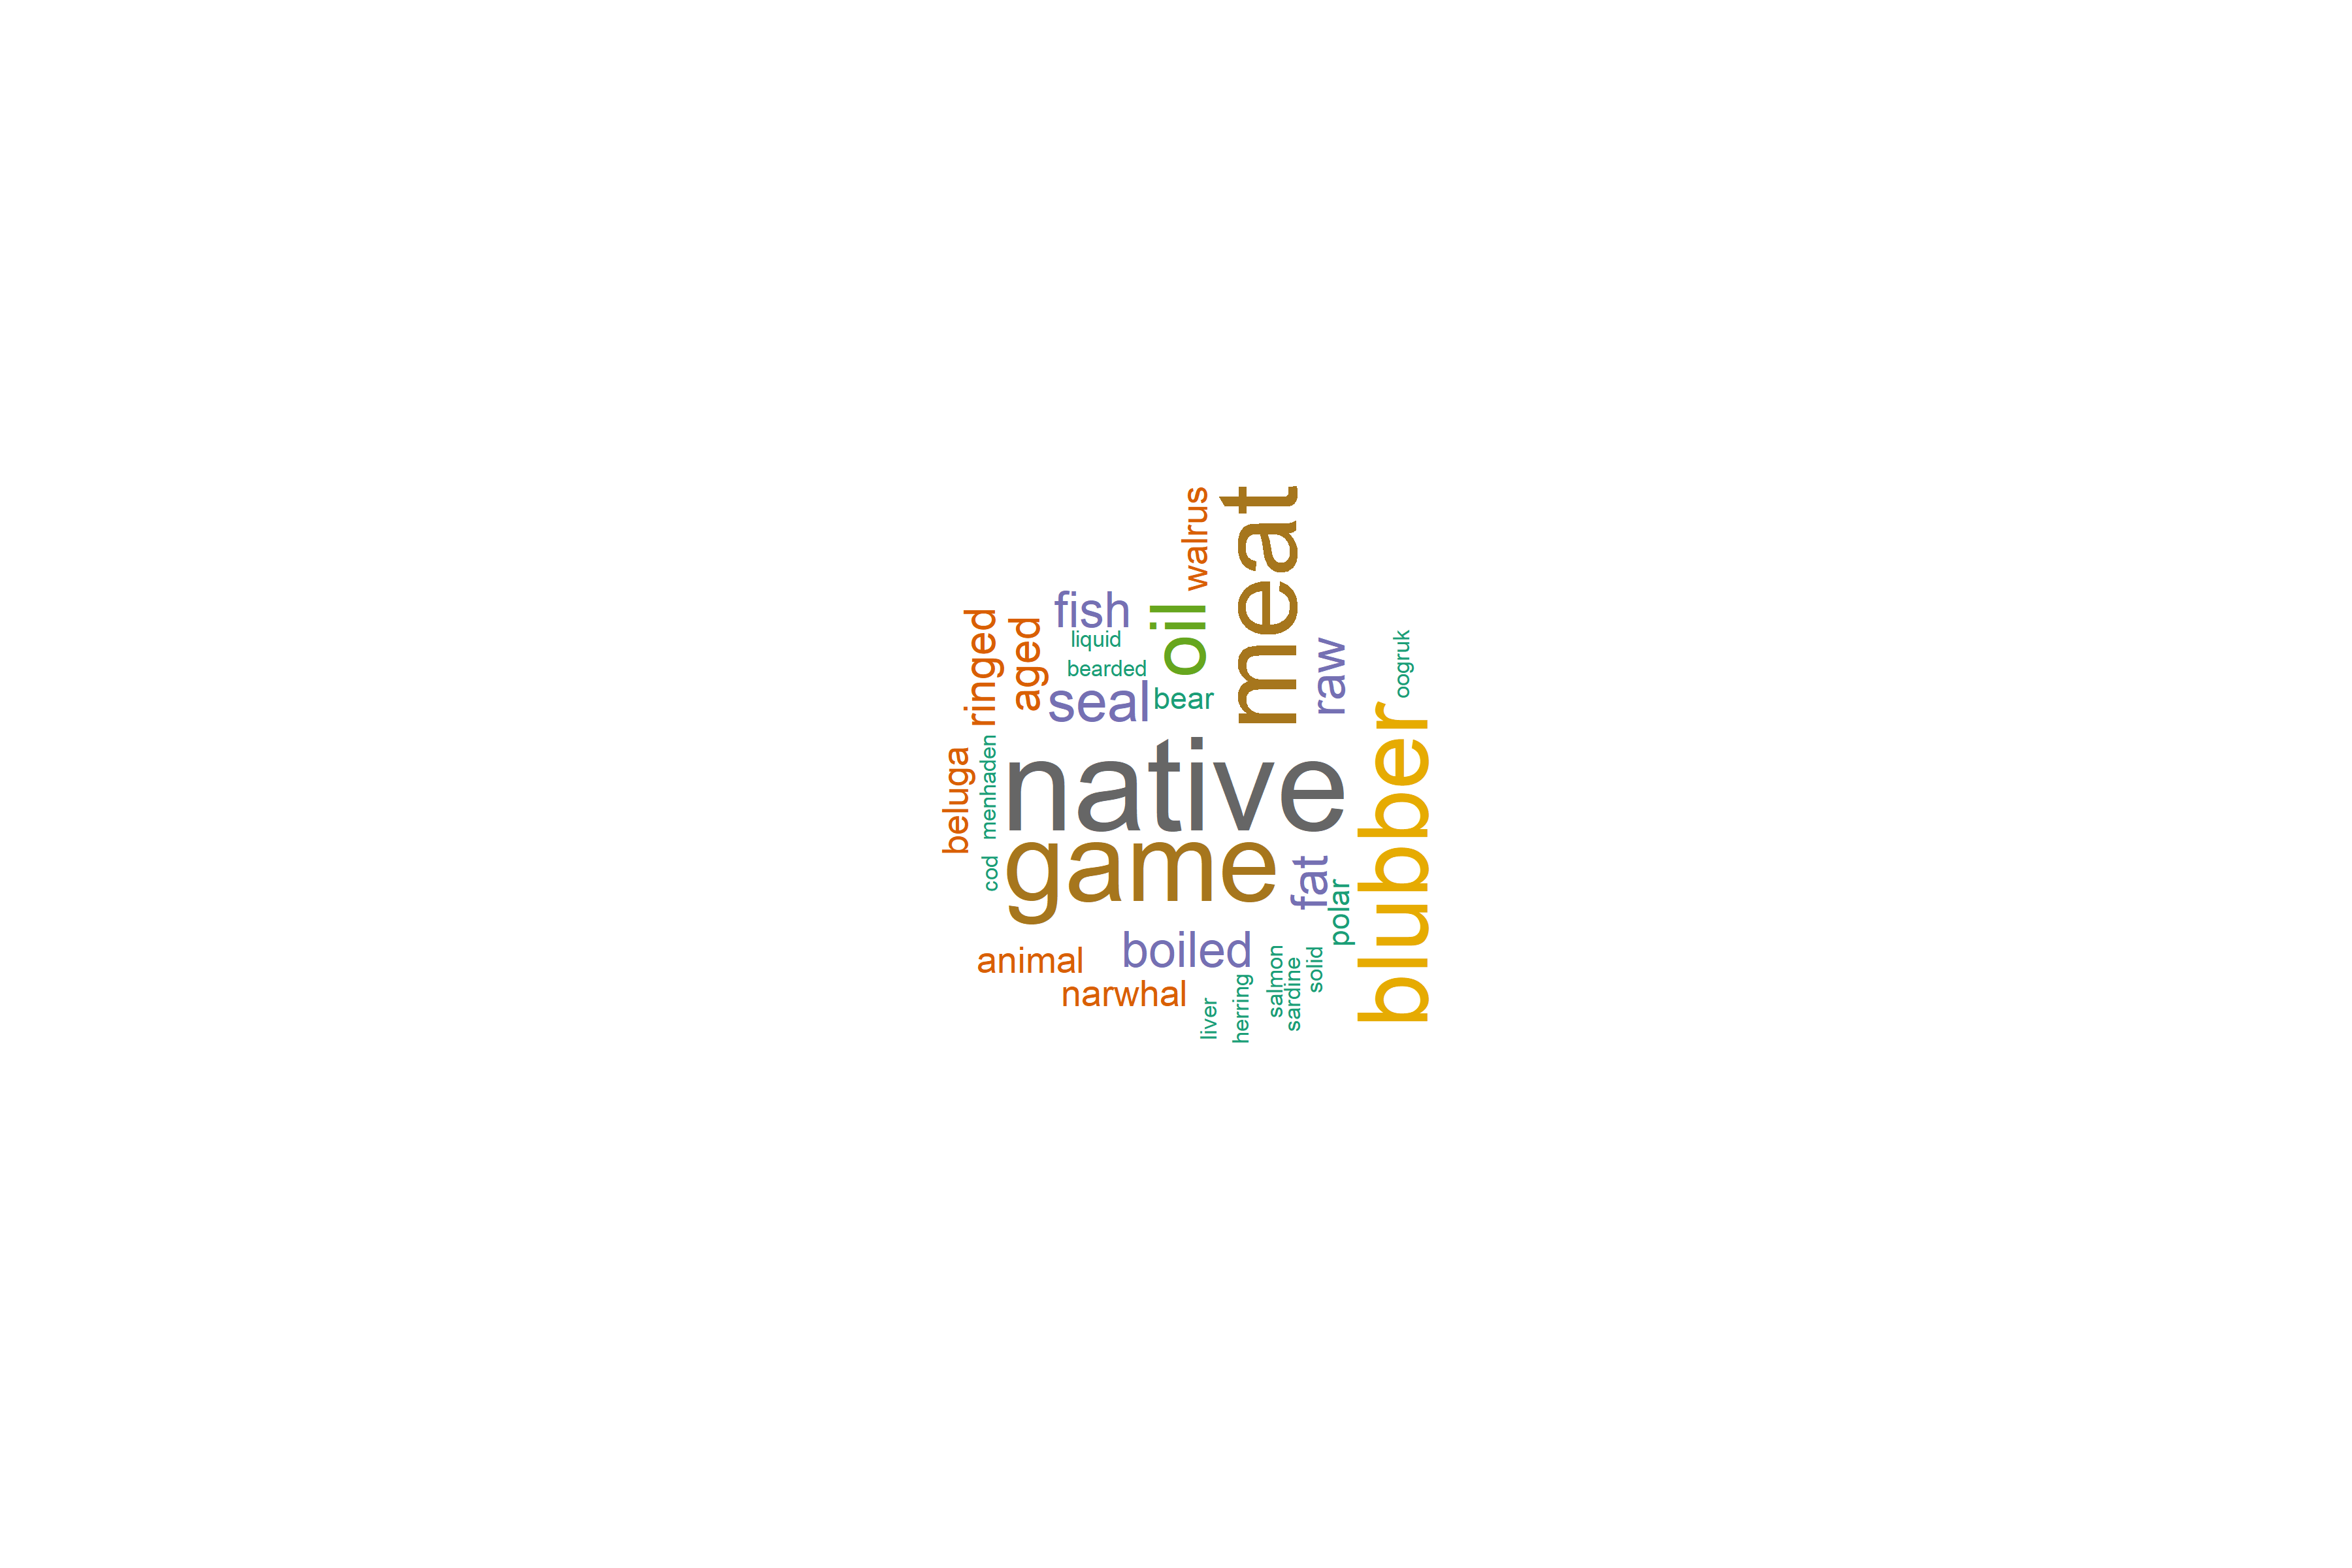 walrus
meat
fish
oil
ringed
aged
liquid
raw
oogruk
bearded
seal
bear
beluga
menhaden
native
blubber
cod
game
fat
polar
animal
boiled
narwhal
salmon
sardine
solid
liver
herring